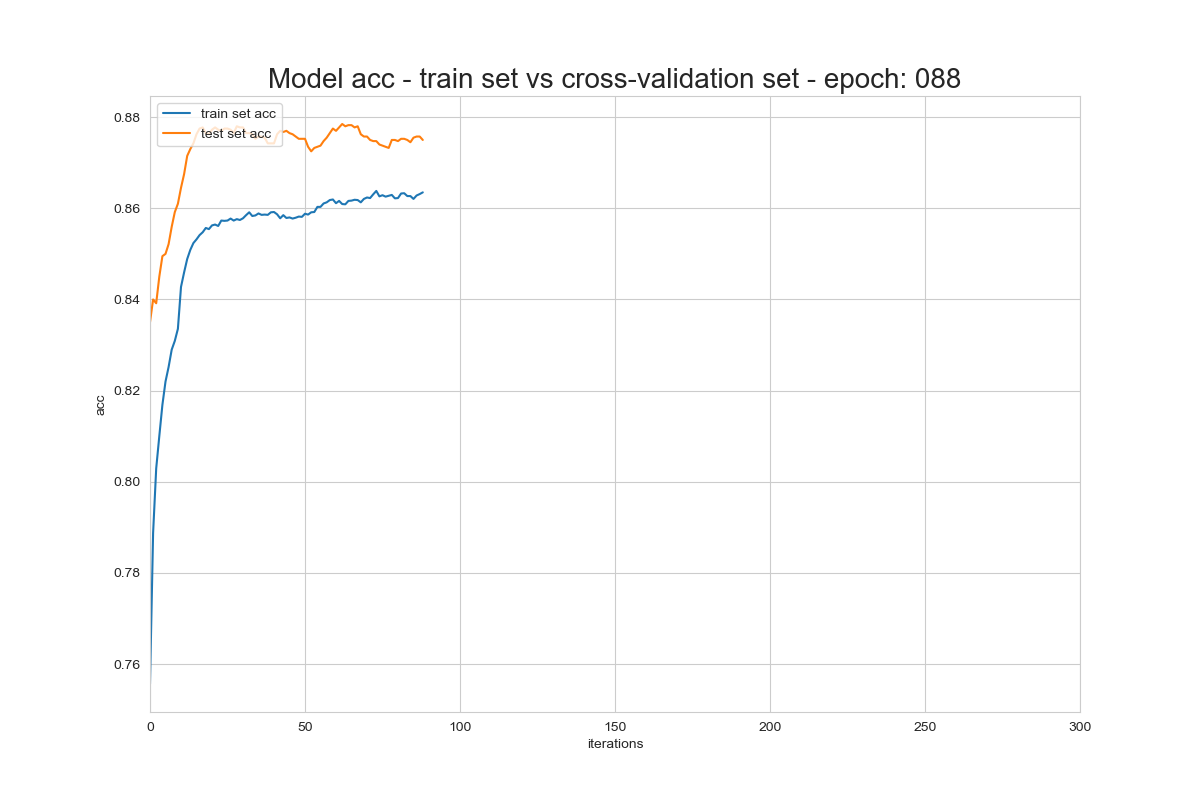 Model acc - train set vs cross-validation set - epoch: 088
train set acc
test set acc
0.88
0.86
0.84
0.82
0.80
0.78
0.76
acc
0 50 100 150 200 250 300
iterations